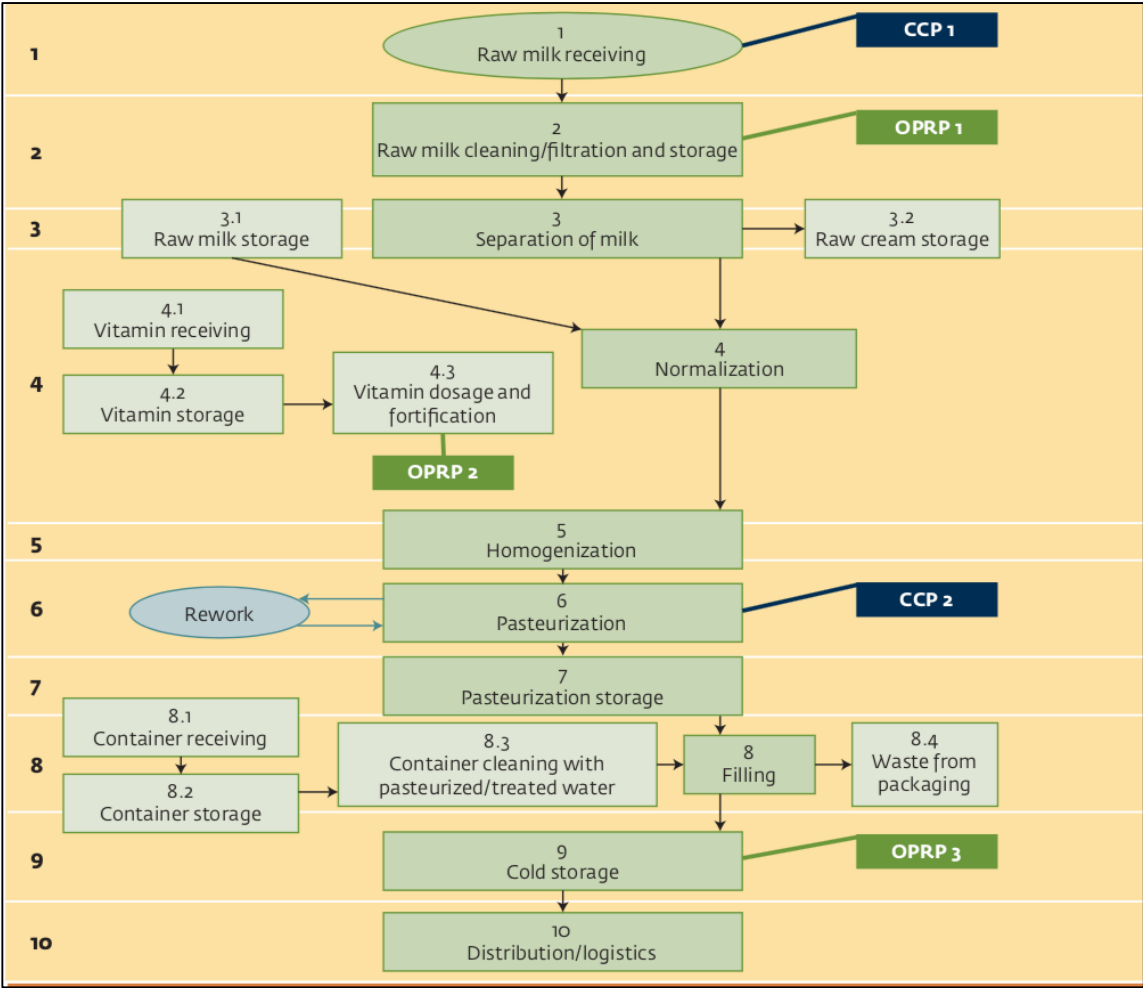 1
1
Raw milk receiving
CCP 1
2
2
Raw milk cleaning/filtration and storage
OPRP 1
3
3.1
Raw milk storage
3
Separation of milk
3.2
Raw cream storage
4
4.1
Vitamin receiving
4.2
Vitamin storage
4.3
Vitamin dosage and
fortification
OPRP 2
4
Normalization
5
5
Homogenization
6
Rework
6
Pasteurization
CCP 2
7
7
Pasteurization storage
8
8.1
Container receiving
8.2
Container storage
8.3
Container cleaning with
pasteurized/treated water
8
Filling
8.4
Waste from
packaging
9
9
Cold storage
OPRP 3
10
10
Distribution/logistics